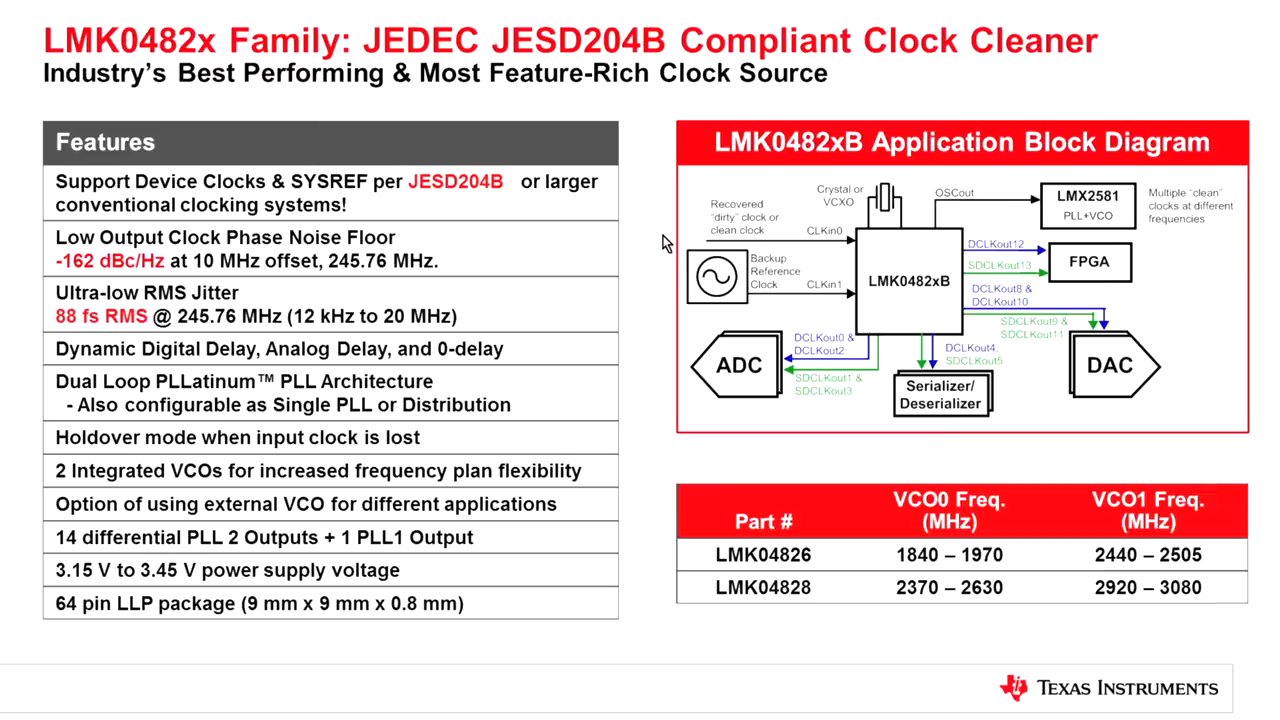 LMK0482x Family: JEDEC JESD204B Compliant Clock Cleaner
Industry's Best Performing & Most Feature-Rich Clock Source
Features
Support Device Clocks & SYSREF per JESD204B or larger
conventional clocking systems!
Low Output Clock Phase Noise Floor
-162 dBc/Hz at 10 MHz offset, 245.76 MHz.
Ultra-low RMS Jitter
88 fs RMS @ 245.76 MHz (12 kHz to 20 MHz)
Dynamic Digital Delay, Analog Delay, and 0-delay
Dual Loop PLLatinum™ PLL Architecture
- Also configurable as Single PLL or Distribution
Holdover mode when input clock is lost
2 Integrated VCOs for increased frequency plan flexibility
Option of using external VCO for different applications
14 differential PLL 2 Outputs + 1 PLL1 Output
3.15 V to 3.45 V power supply voltage
64 pin LLP package (9 mm x 9 mm x 0.8 mm)
LMK0482xB Application Block Diagram
Recovered
"dirty" clock or
clean clock
CLKin0
Crystal or
VCXO
OSCout
LMX2581
PLL+VCO
Multiple "clean"
clocks at different
frequencies
Backup
Reference
Clock
CLKin1
LMK0482xB
DCLKout12
SDCLKout13
FPGA
DCLKout8 &
DCLKout10
SDCLKout9 &
SDCLKout11
DAC
ADC
DCLKout0 &
DCLKout2
SDCLKout1 &
SDCLKout3
DCLKout4,
SDCLKout5
Serializer/
Deserializer
Part # VCO0 Freq. (MHz) VCO1 Freq. (MHz)
LMK04826 1840 – 1970 2440 – 2505
LMK04828 2370 – 2630 2920 – 3080
TEXAS INSTRUMENTS